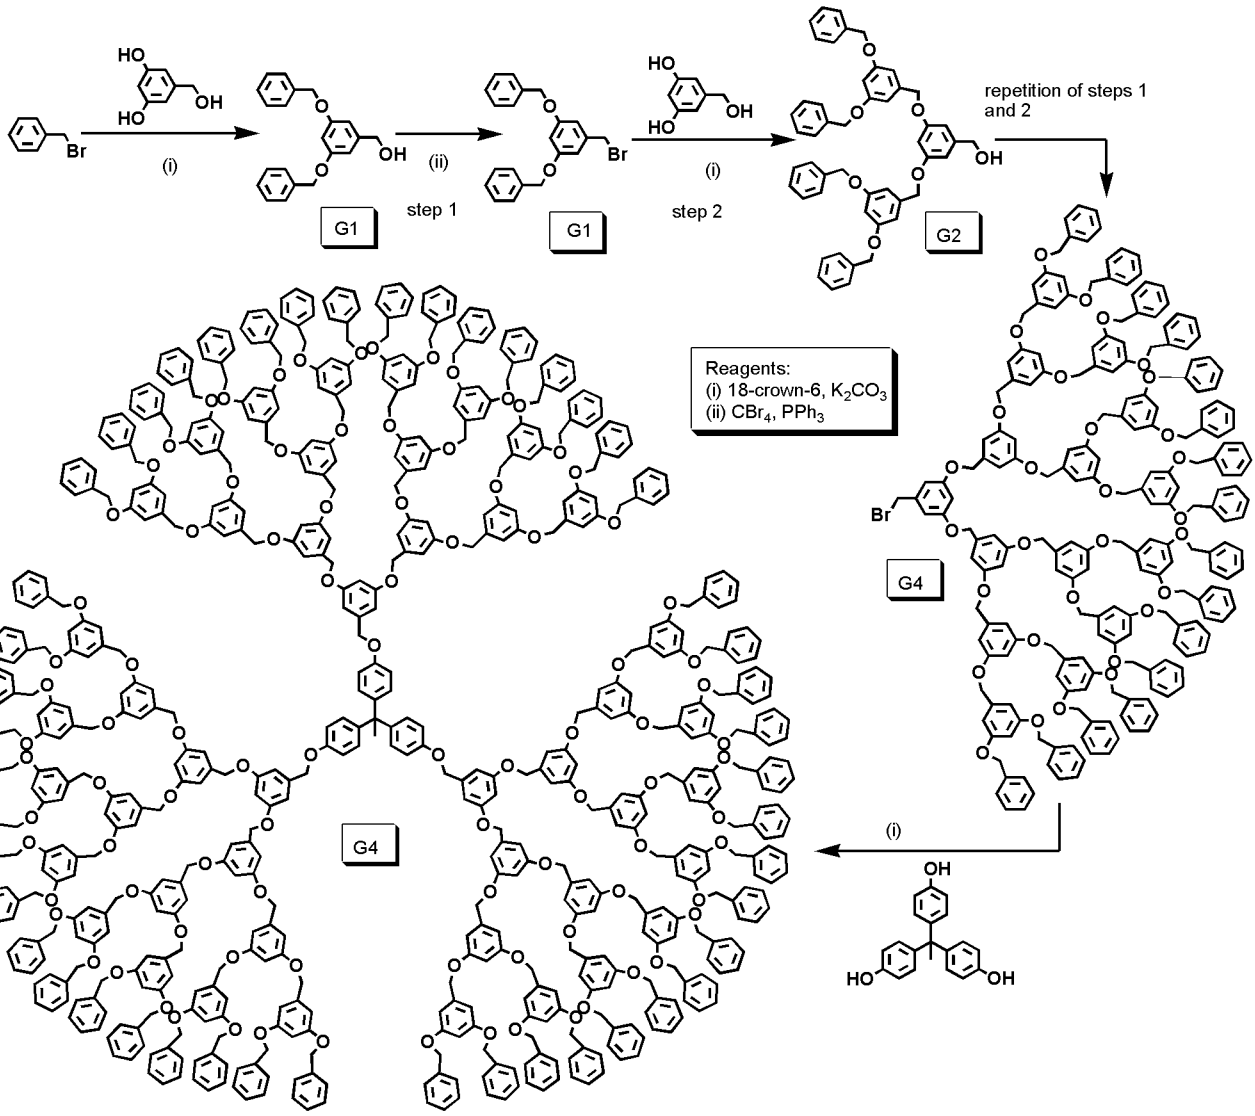 HO
HO
OH
Br
(i)
OH
G1
(ii)
step 1
Br
G1
HO
HO
OH
(i)
step 2
OH
G2
repetition of steps 1
and 2
Reagents:
(i) 18-crown-6, K₂CO₃
(ii) CBr₄, PPh₃
Br
G4
(i)
OH
HO
OH
G4